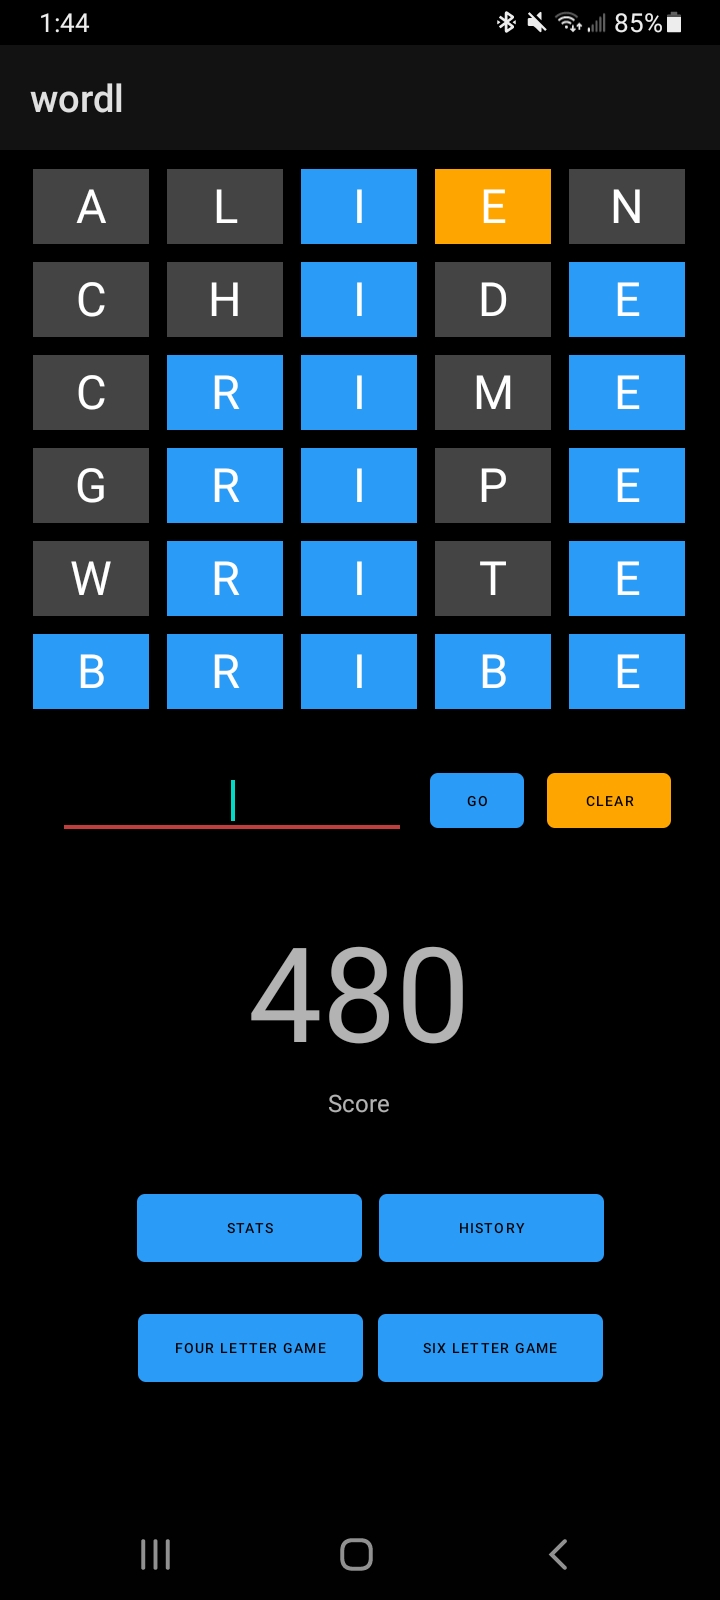 1:44 85%
wordl
A L I E N
C H I D E
C R I M E
G R I P E
W R I T E
B R I B E
GO CLEAR
480
Score
STATS HISTORY
FOUR LETTER GAME SIX LETTER GAME